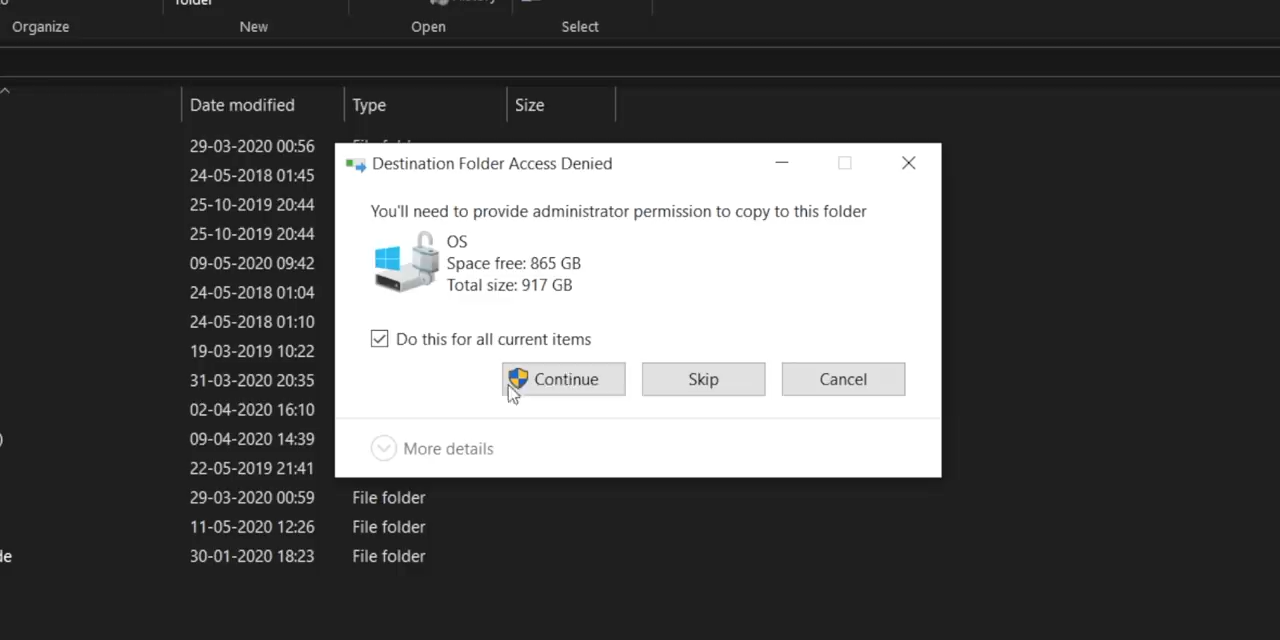 folder
Organize
New
Open
Select
Date modified
Type
Size
29-03-2020 00:56
24-05-2018 01:45
25-10-2019 20:44
25-10-2019 20:44
09-05-2020 09:42
24-05-2018 01:04
24-05-2018 01:10
19-03-2019 10:22
31-03-2020 20:35
02-04-2020 16:10
)
09-04-2020 14:39
22-05-2019 21:41
29-03-2020 00:59 File folder
11-05-2020 12:26 File folder
de
30-01-2020 18:23 File folder
Destination Folder Access Denied
You'll need to provide administrator permission to copy to this folder
OS
Space free: 865 GB
Total size: 917 GB
Do this for all current items
Continue
Skip
Cancel
More details